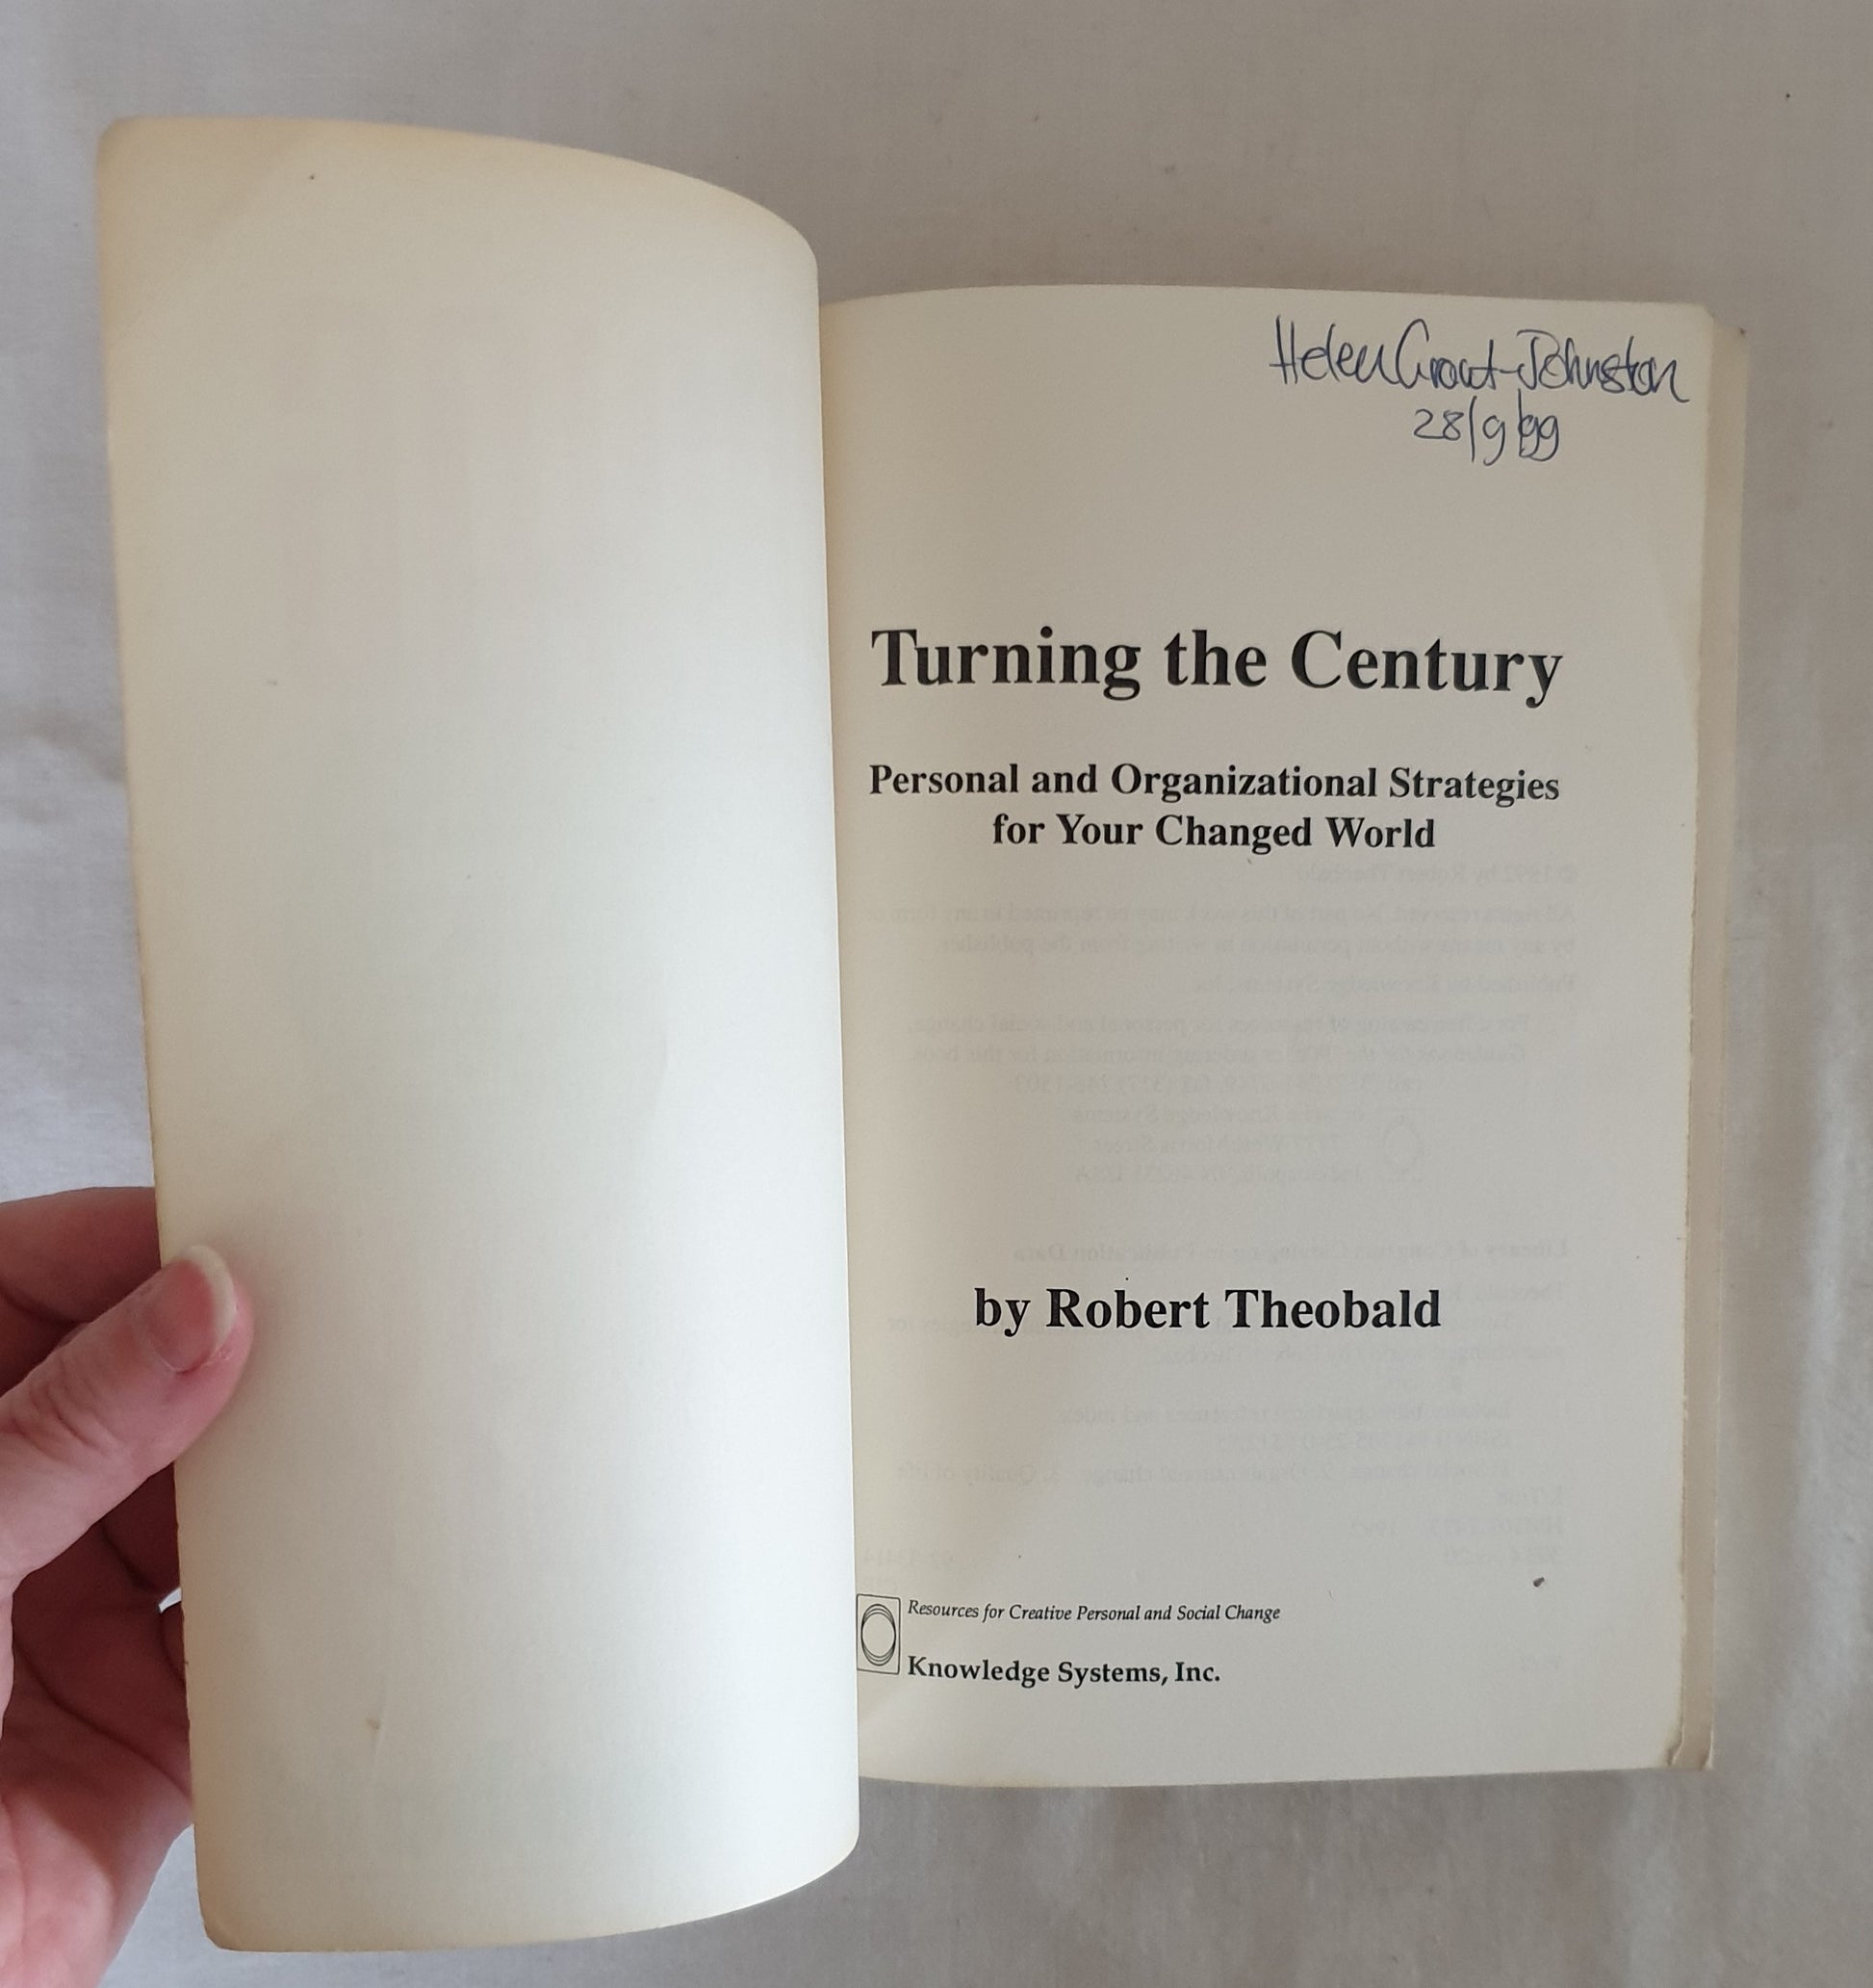 Helen Grout-Johnston
28/9/99
Turning the Century
Personal and Organizational Strategies
for Your Changed World
by Robert Theobald
Resources for Creative Personal and Social Change
Knowledge Systems, Inc.